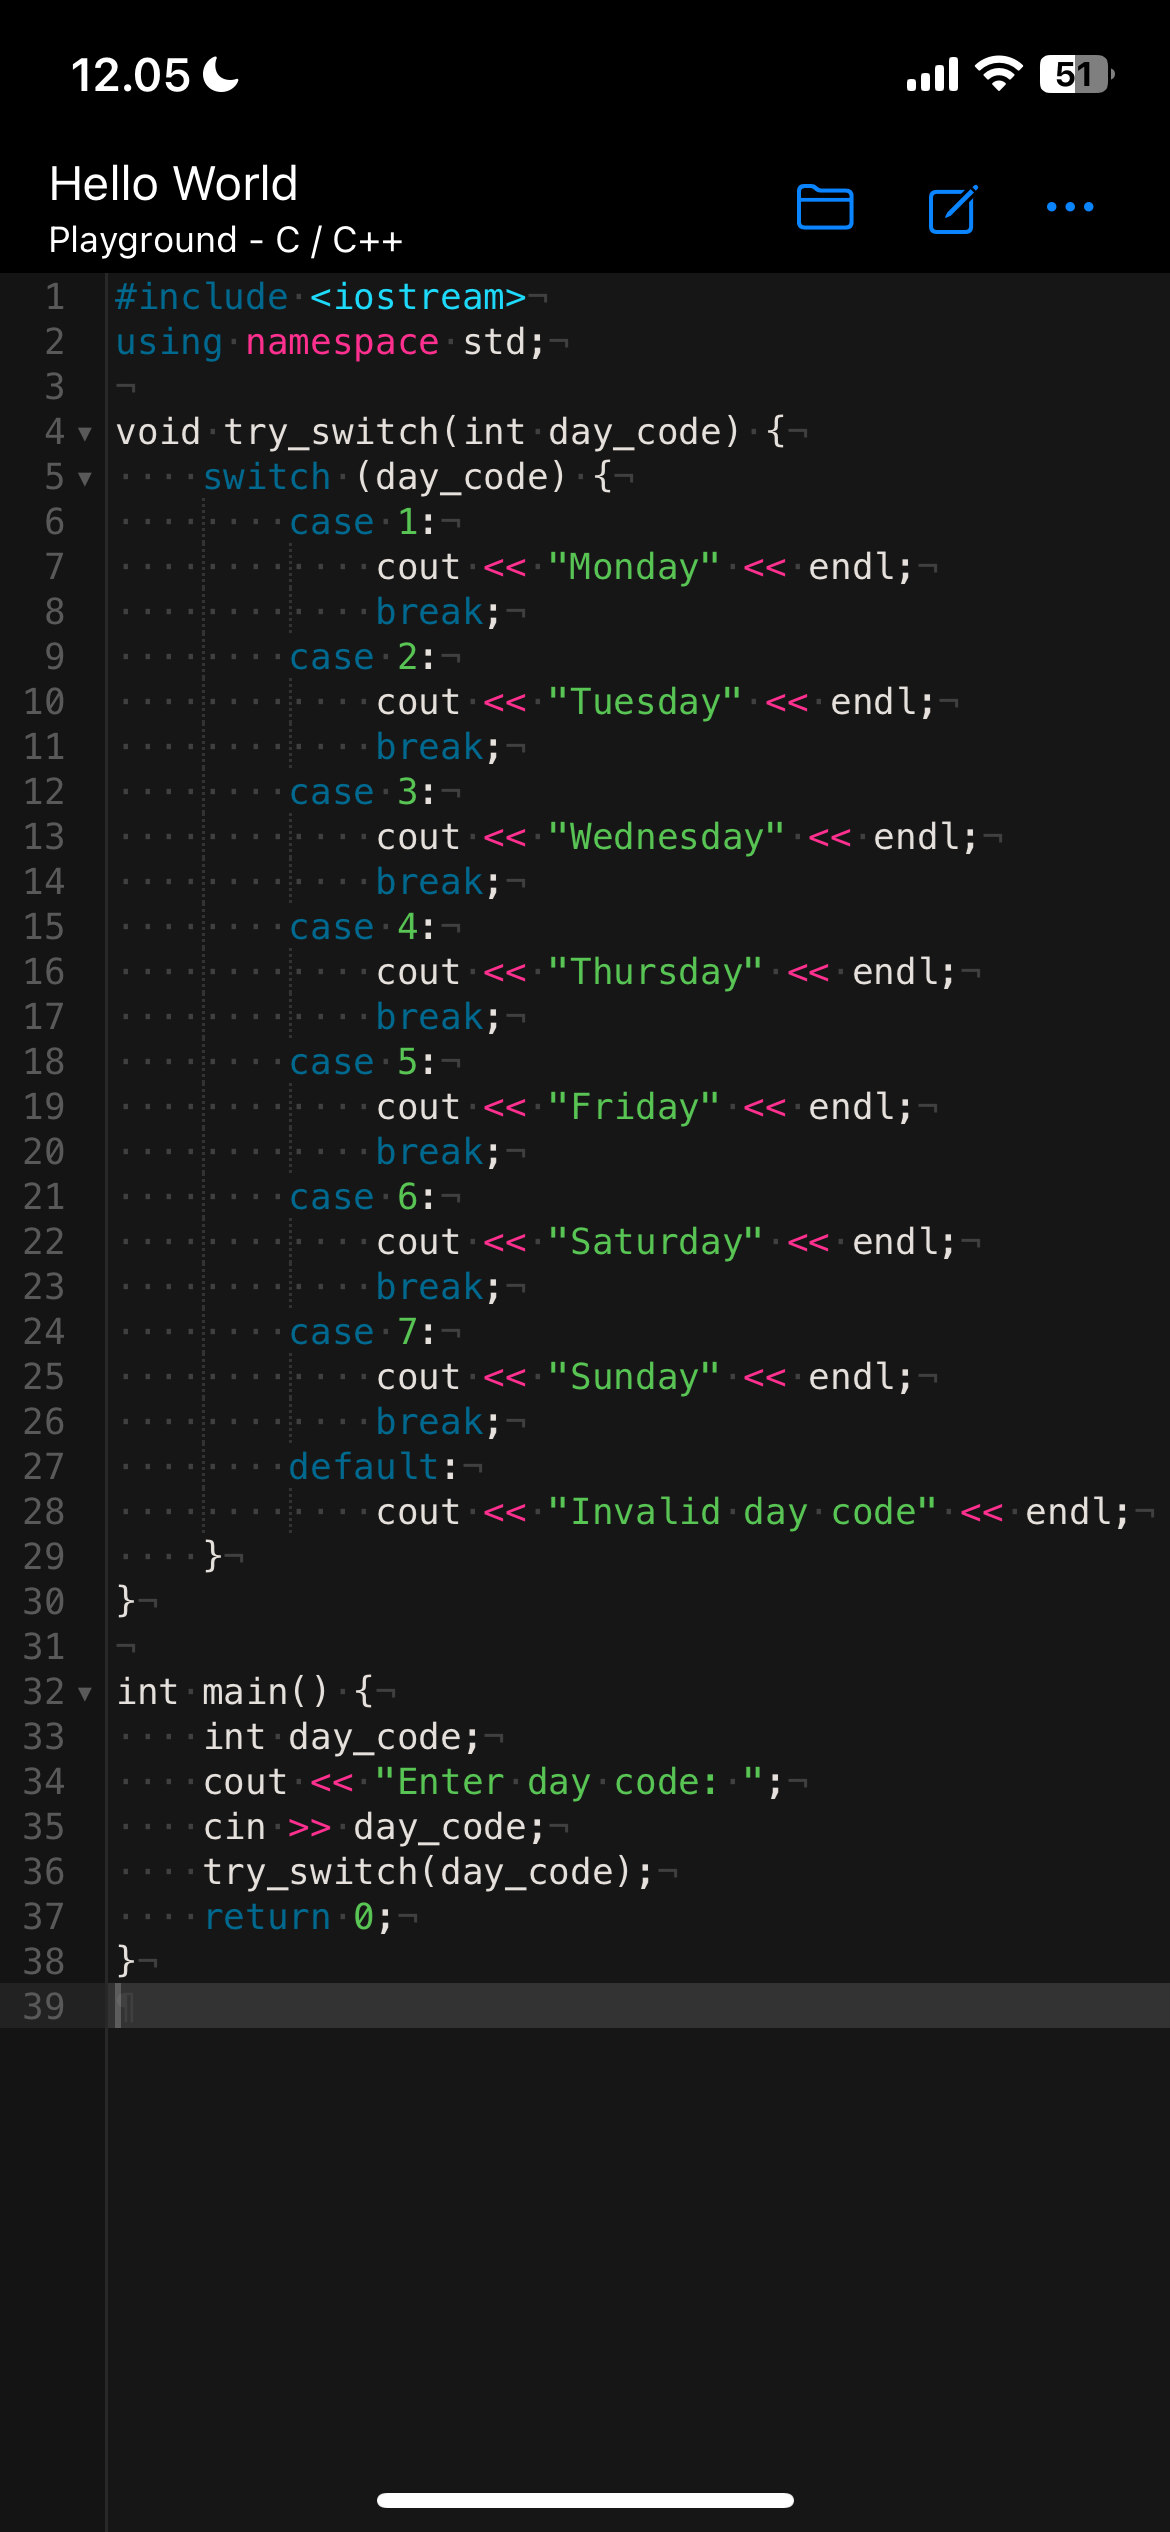 12.05
51
Hello World
Playground - C / C++
1 #include <iostream>
2 using namespace std;
3
4 void try_switch(int day_code) {
5     switch (day_code) {
6         case 1:
7             cout << "Monday" << endl;
8             break;
9         case 2:
10             cout << "Tuesday" << endl;
11             break;
12         case 3:
13             cout << "Wednesday" << endl;
14             break;
15         case 4:
16             cout << "Thursday" << endl;
17             break;
18         case 5:
19             cout << "Friday" << endl;
20             break;
21         case 6:
22             cout << "Saturday" << endl;
23             break;
24         case 7:
25             cout << "Sunday" << endl;
26             break;
27         default:
28             cout << "Invalid day code" << endl;
29     }
30 }
31
32 int main() {
33     int day_code;
34     cout << "Enter day code: ";
35     cin >> day_code;
36     try_switch(day_code);
37     return 0;
38 }
39